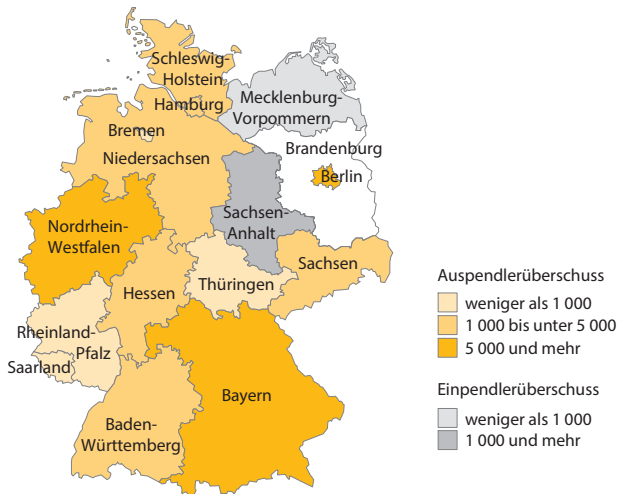 Schleswig-
Holstein
Hamburg
Mecklenburg-
Vorpommern
Bremen
Niedersachsen
Brandenburg
Berlin
Sachsen-
Anhalt
Nordrhein-
Westfalen
Sachsen
Thüringen
Hessen
Rheinland-
Pfalz
Saarland
Bayern
Baden-
Württemberg
Auspendlerüberschuss
weniger als 1 000
1 000 bis unter 5 000
5 000 und mehr
Einpendlerüberschuss
weniger als 1 000
1 000 und mehr